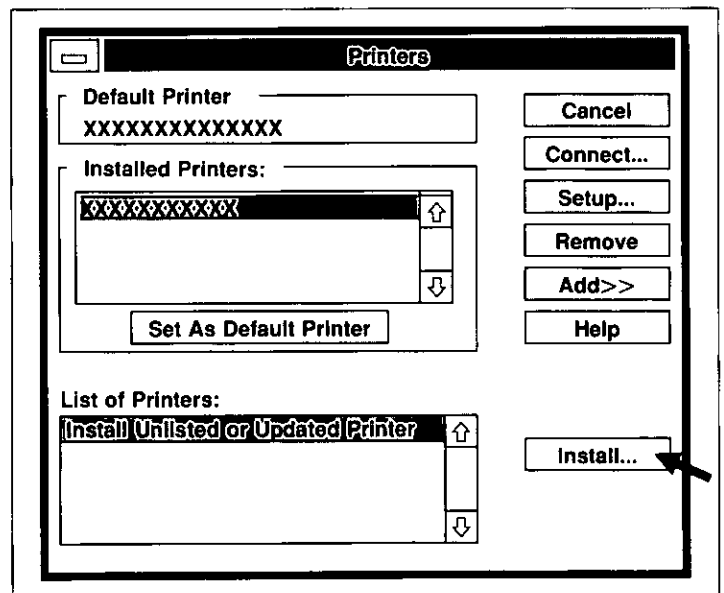 Printers
Default Printer
XXXXXXXXXXXXXX
Installed Printers:
XXXXXXXXXXX
Set As Default Printer
Cancel
Connect...
Setup...
Remove
Add>>
Help
List of Printers:
Install Unlisted or Updated Printer
Install...